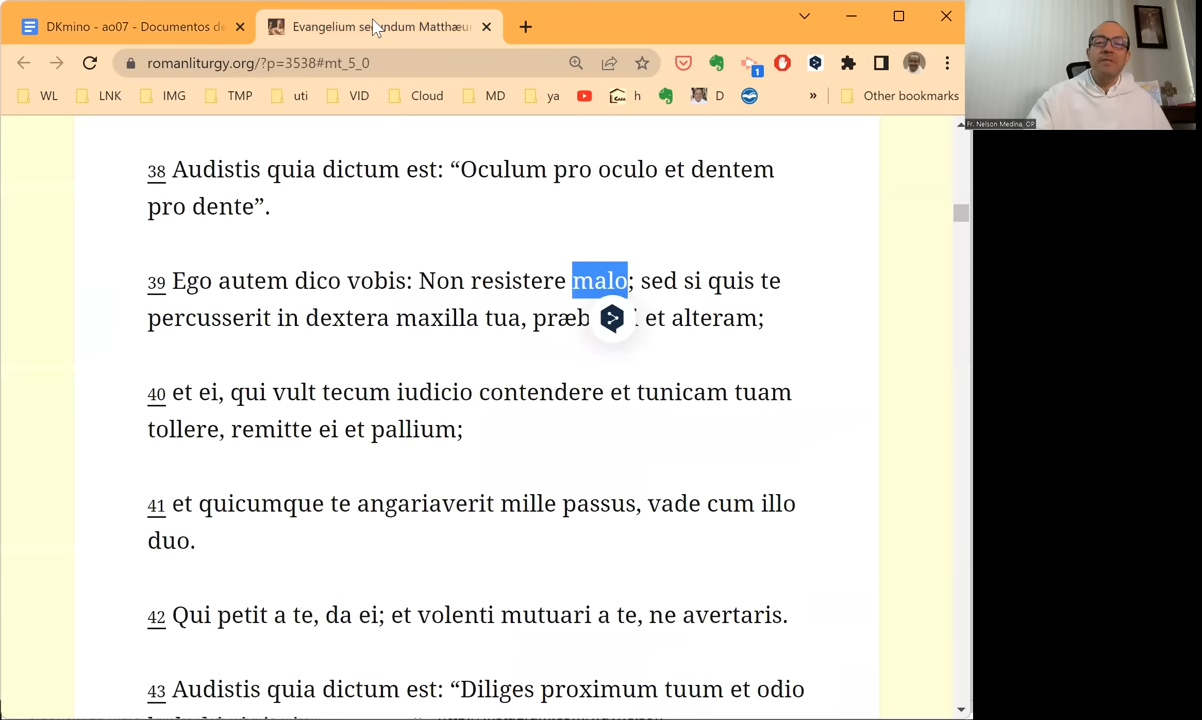 DKmino - ao07 - Documentos de
Evangelium secundum Matthæu
romanliturgy.org/?p=3538#mt_5_0
WL LNK IMG TMP uti VID Cloud MD ya h D » Other bookmarks
1
Fr. Nelson Medina, OP
38 Audistis quia dictum est: “Oculum pro oculo et dentem
pro dente”.
39 Ego autem dico vobis: Non resistere malo; sed si quis te
percusserit in dextera maxilla tua, præb et alteram;
40 et ei, qui vult tecum iudicio contendere et tunicam tuam
tollere, remitte ei et pallium;
41 et quicumque te angariaverit mille passus, vade cum illo
duo.
42 Qui petit a te, da ei; et volenti mutuari a te, ne avertaris.
43 Audistis quia dictum est: “Diliges proximum tuum et odio